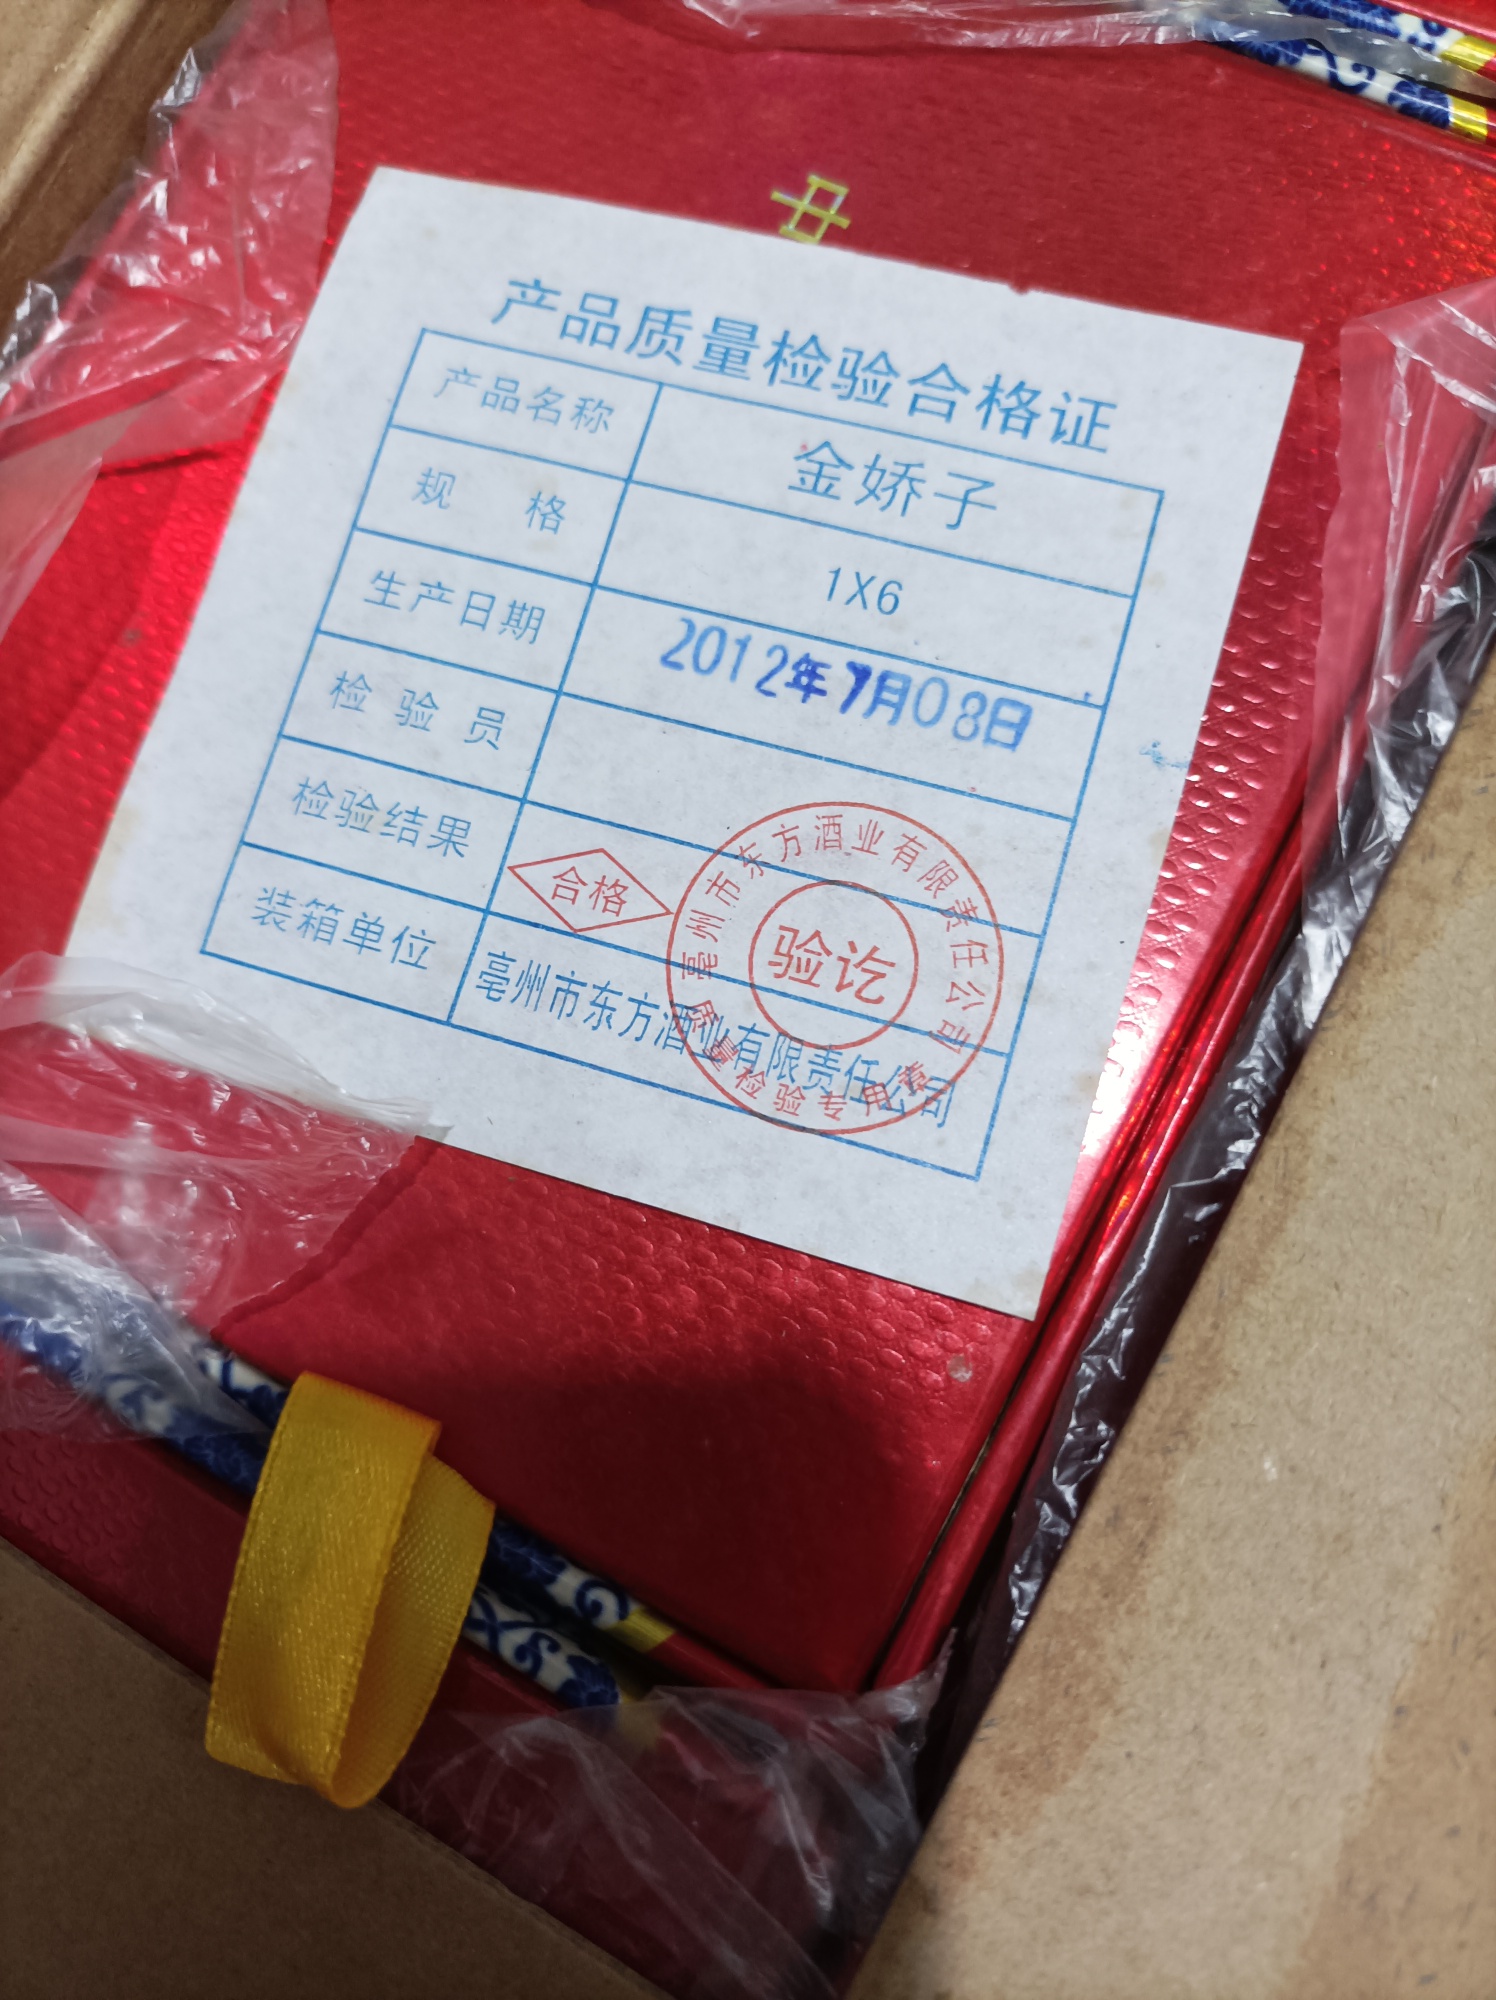 产品质量检验合格证
产品名称 金娇子
规 格 1X6
生产日期 2012年7月08日
检 验 员
检验结果 合格
装箱单位 亳州市东方酒业有限责任公司
亳州市东方酒业有限责任公司
验讫
质量检验专用章